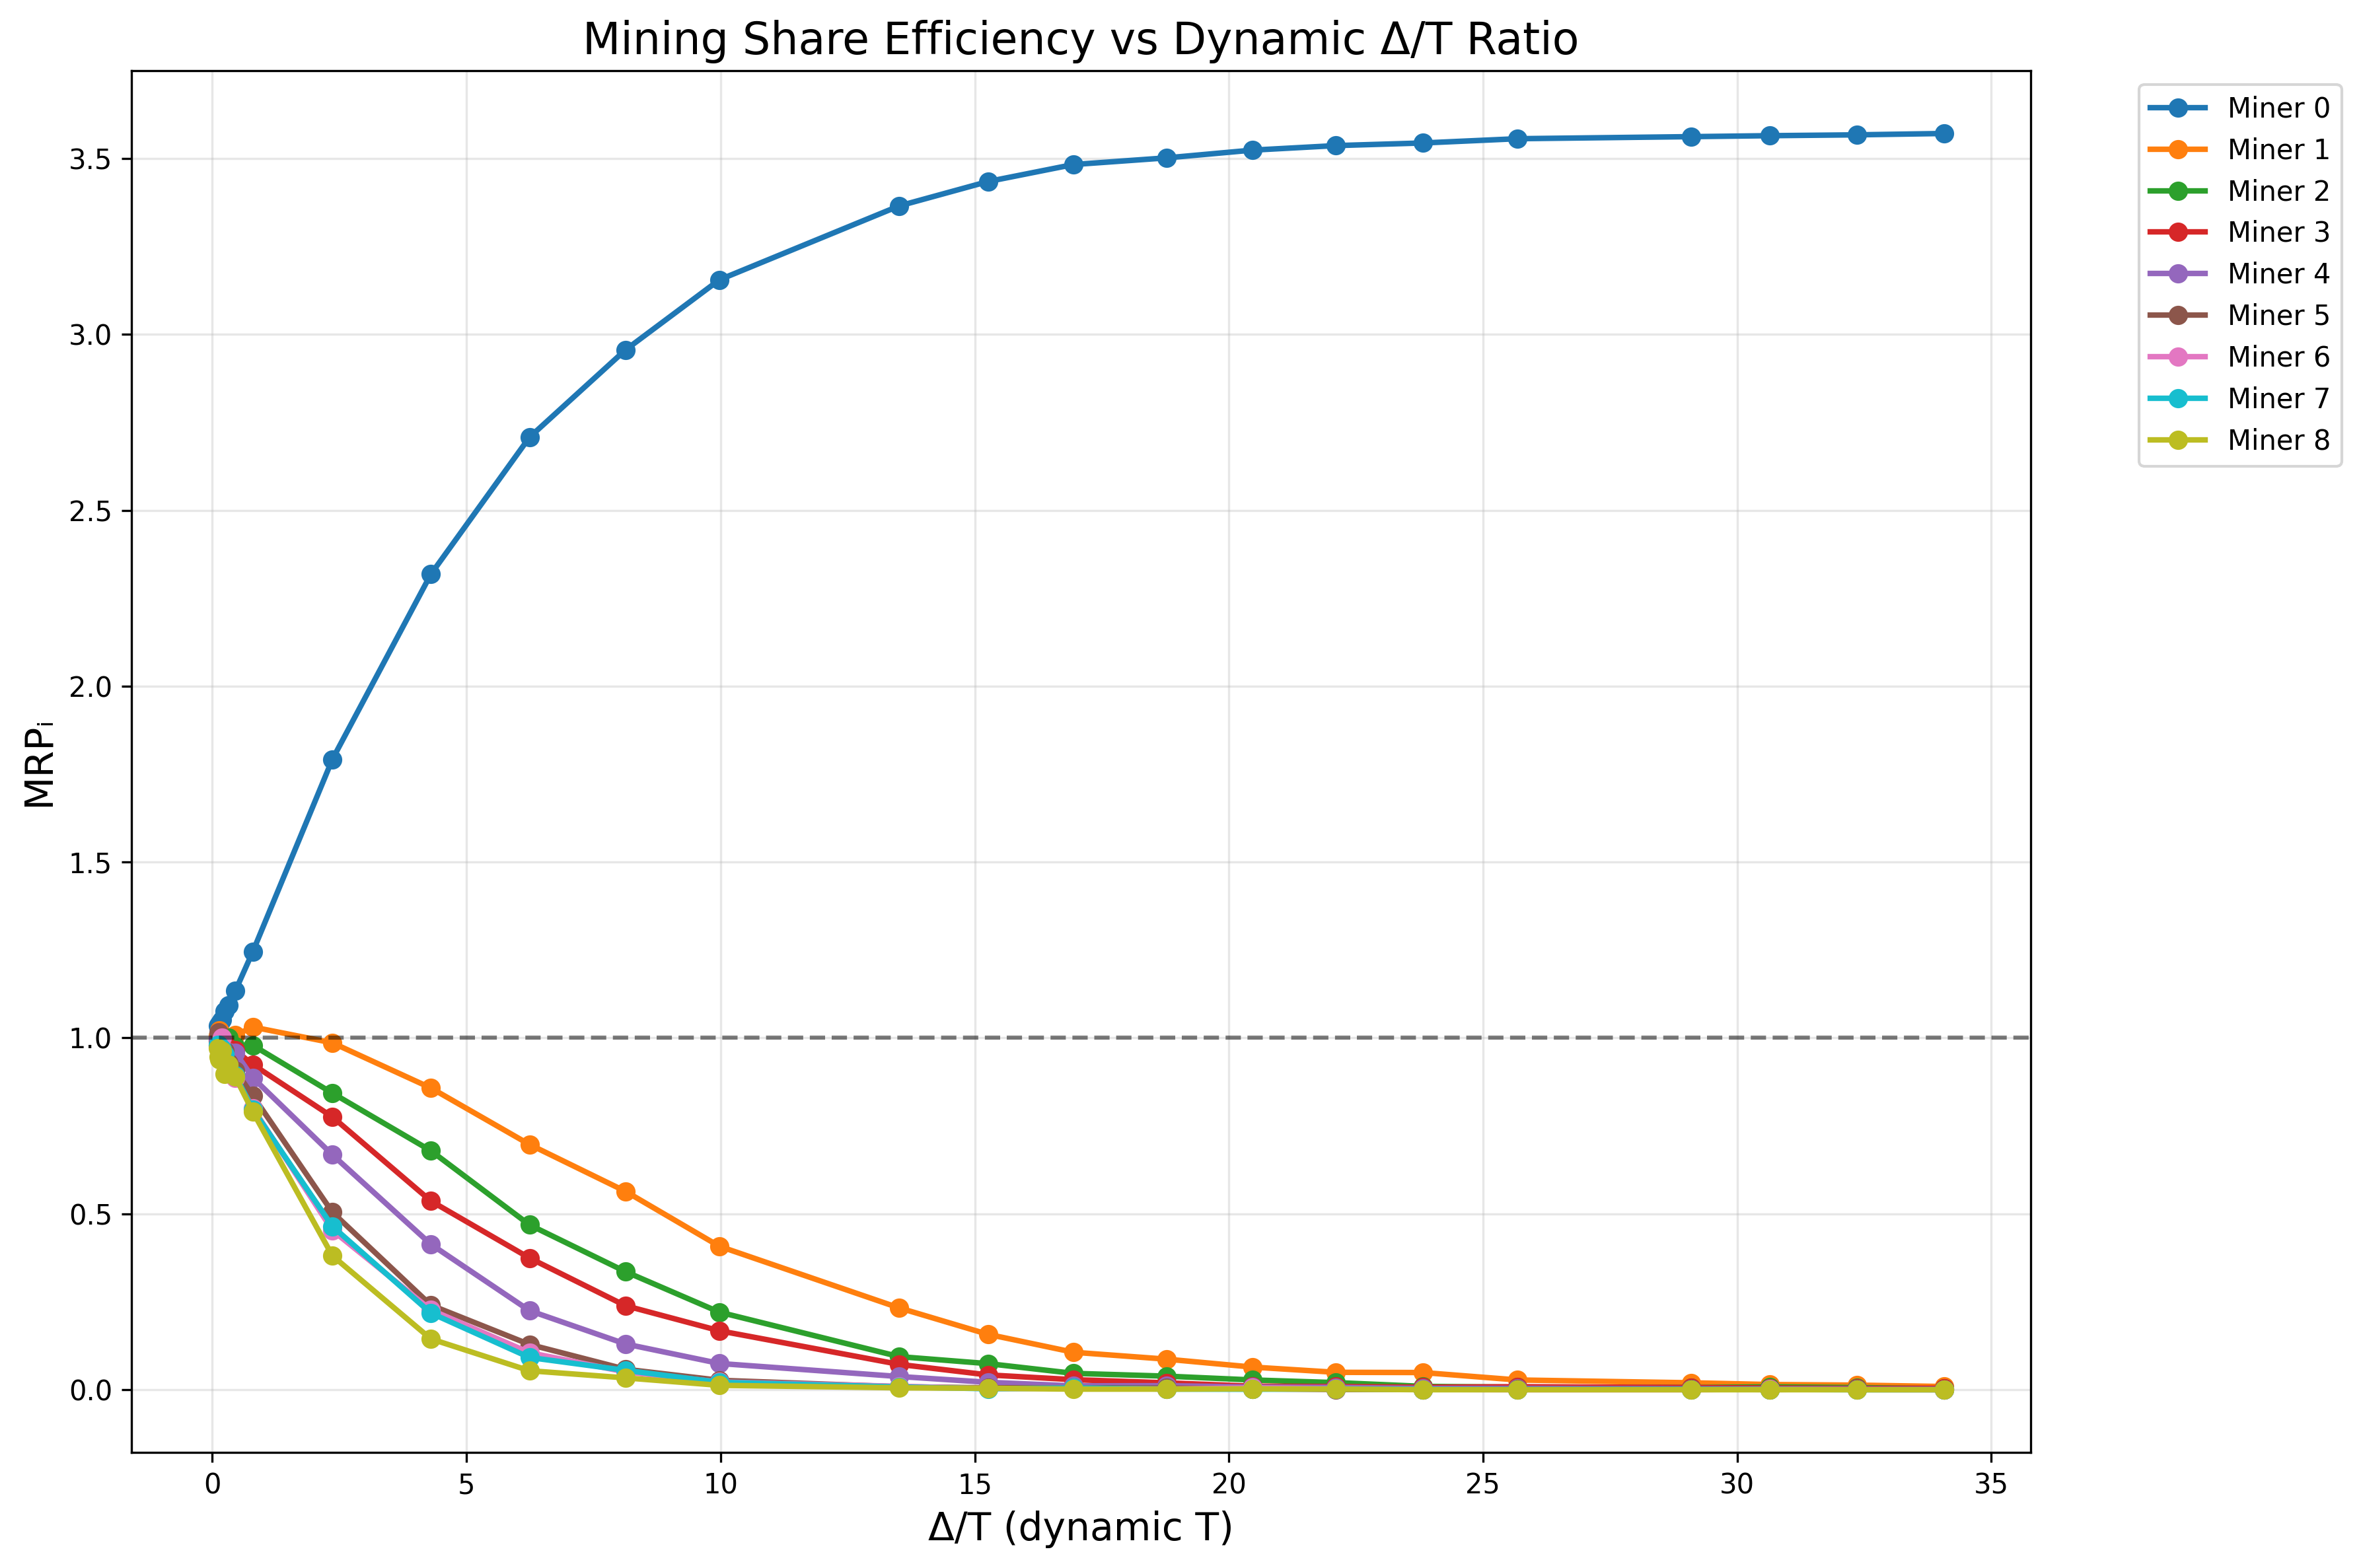 Mining Share Efficiency vs Dynamic Δ/T Ratio
MRPᵢ
3.5
3.0
2.5
2.0
1.5
1.0
0.5
0.0
0 5 10 15 20 25 30 35
Δ/T (dynamic T)
Miner 0
Miner 1
Miner 2
Miner 3
Miner 4
Miner 5
Miner 6
Miner 7
Miner 8